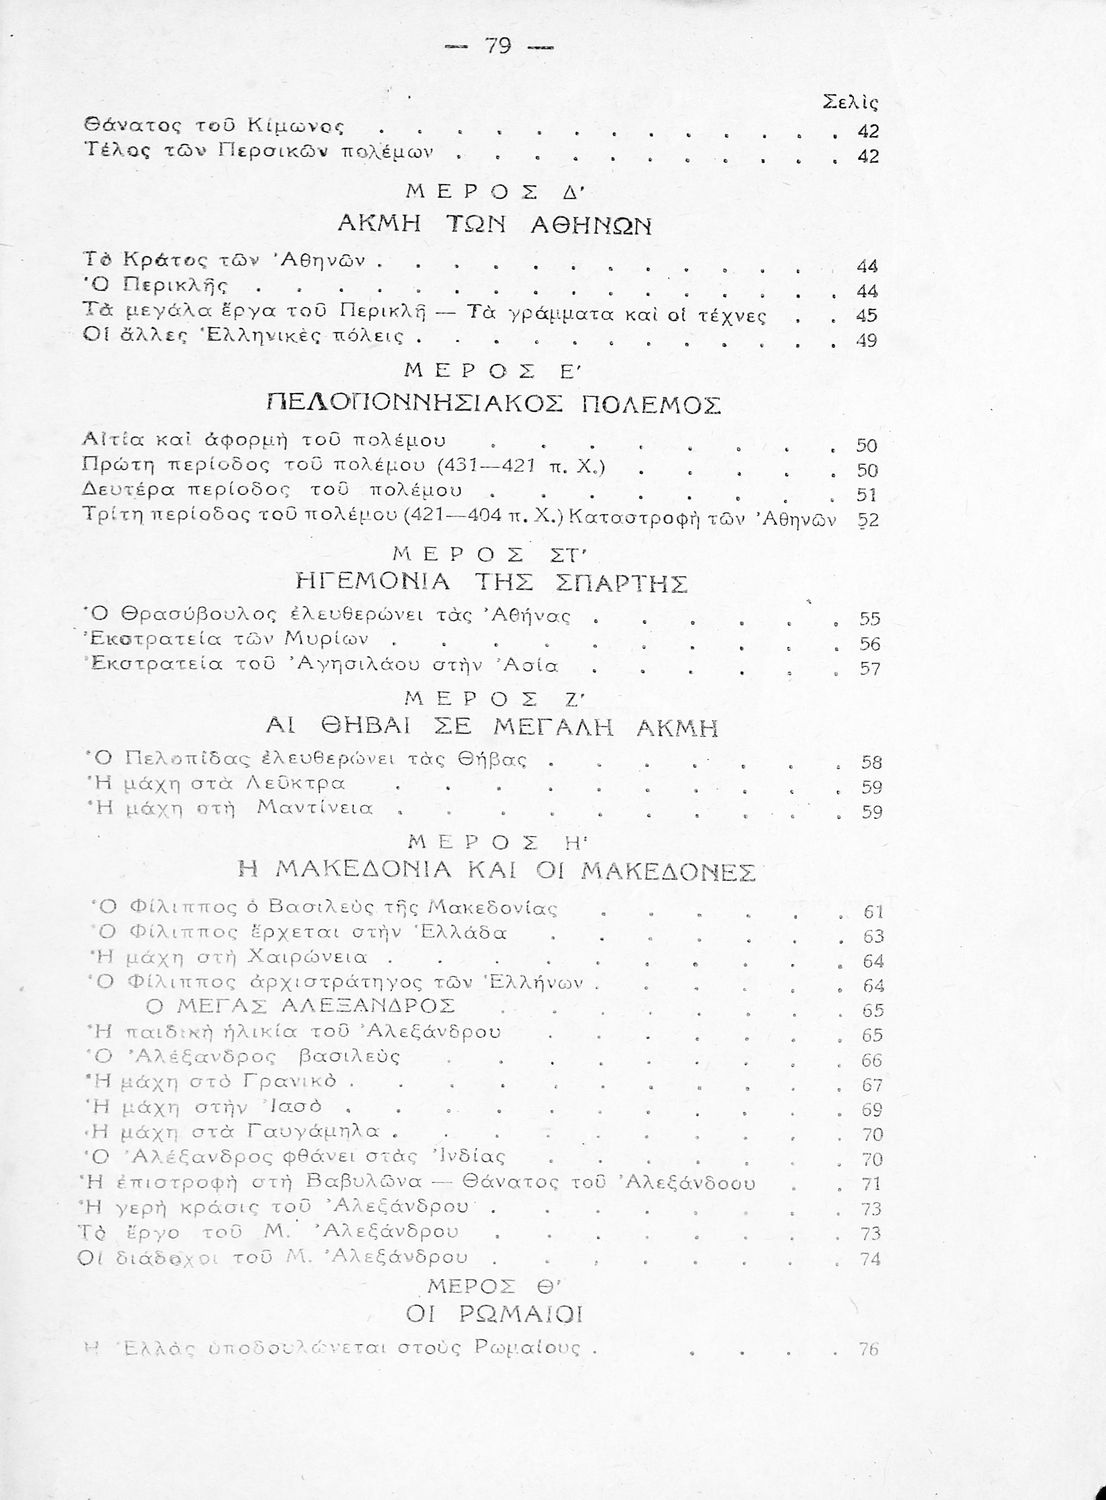 — 79 —
Σελὶς
Θάνατος τοῦ Κίμωνος . . . . . . . . . . . . 42
Τέλος τῶν Περσικῶν πολέμων . . . . . . . . . . . 42
ΜΕΡΟΣ Δ'
ΑΚΜΗ ΤΩΝ ΑΘΗΝΩΝ
Τὸ Κράτος τῶν Ἀθηνῶν . . . . . . . . . . . . 44
Ὁ Περικλῆς . . . . . . . . . . . . . . . 44
Τὰ μεγάλα ἔργα τοῦ Περικλῆ — Τὰ γράμματα καὶ οἱ τέχνες . . 45
Οἱ ἄλλες Ἑλληνικὲς πόλεις . . . . . . . . . . . . 49
ΜΕΡΟΣ Ε'
ΠΕΛΟΠΟΝΝΗΣΙΑΚΟΣ ΠΟΛΕΜΟΣ
Αἰτία καὶ ἀφορμὴ τοῦ πολέμου . . . . . . . . 50
Πρώτη περίοδος τοῦ πολέμου (431—421 π. Χ.) . . . . . 50
Δευτέρα περίοδος τοῦ πολέμου . . . . . . . . 51
Τρίτη περίοδος τοῦ πολέμου (421—404 π. Χ.) Καταστροφὴ τῶν Ἀθηνῶν 52
ΜΕΡΟΣ ΣΤ'
ΗΓΕΜΟΝΙΑ ΤΗΣ ΣΠΑΡΤΗΣ
Ὁ Θρασύβουλος ἐλευθερώνει τὰς Ἀθήνας . . . . . . 55
Ἐκστρατεία τῶν Μυρίων . . . . . . . . . . 56
Ἐκστρατεία τοῦ Ἀγησιλάου στὴν Ἀσία . . . . . . 57
ΜΕΡΟΣ Ζ'
ΑΙ ΘΗΒΑΙ ΣΕ ΜΕΓΑΛΗ ΑΚΜΗ
Ὁ Πελοπίδας ἐλευθερώνει τὰς Θήβας . . . . . . . 58
Ἡ μάχη στὰ Λεῦκτρα . . . . . . . . . . 59
Ἡ μάχη στὴ Μαντίνεια . . . . . . . . . . 59
ΜΕΡΟΣ Η'
Η ΜΑΚΕΔΟΝΙΑ ΚΑΙ ΟΙ ΜΑΚΕΔΟΝΕΣ
Ὁ Φίλιππος ὁ Βασιλεὺς τῆς Μακεδονίας . . . . . . 61
Ὁ Φίλιππος ἔρχεται στὴν Ἑλλάδα . . . . . . . 63
Ἡ μάχη στὴ Χαιρώνεια . . . . . . . . . . 64
Ὁ Φίλιππος ἀρχιστράτηγος τῶν Ἑλλήνων . . . . . . 64
Ο ΜΕΓΑΣ ΑΛΕΞΑΝΔΡΟΣ . . . . . . . . 65
Ἡ παιδικὴ ἡλικία τοῦ Ἀλεξάνδρου . . . . . . . 65
Ὁ Ἀλέξανδρος βασιλεὺς . . . . . . . . . 66
Ἡ μάχη στὸ Γρανικὸ . . . . . . . . . . . 67
Ἡ μάχη στὴν Ἰσσὸ . . . . . . . . . . . 69
Ἡ μάχη στὰ Γαυγάμηλα . . . . . . . . . . 70
Ὁ Ἀλέξανδρος φθάνει στὰς Ἰνδίας . . . . . . . 70
Ἡ ἐπιστροφὴ στὴ Βαβυλῶνα — Θάνατος τοῦ Ἀλεξάνδρου . . 71
Ἡ γερὴ κράσις τοῦ Ἀλεξάνδρου . . . . . . . . 73
Τὸ ἔργο τοῦ Μ. Ἀλεξάνδρου . . . . . . . . 73
Οἱ διάδοχοι τοῦ Μ. Ἀλεξάνδρου . . . . . . . . 74
ΜΕΡΟΣ Θ'
ΟΙ ΡΩΜΑΙΟΙ
Ἡ Ἑλλὰς ὑποδουλώνεται στοὺς Ρωμαίους . . . . . 76